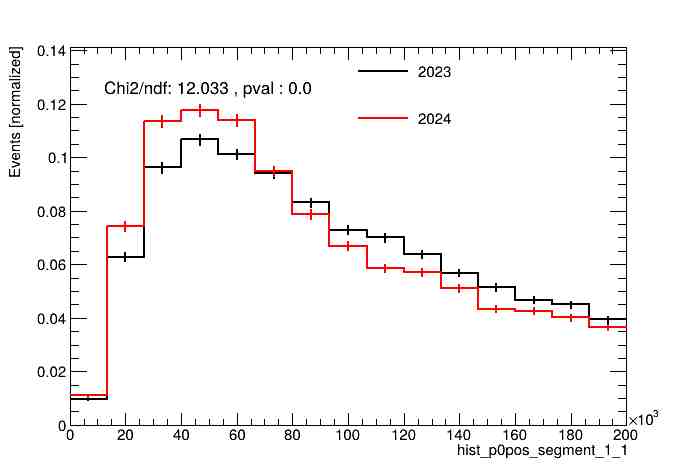 Events [normalized]
0.14
0.12
0.1
0.08
0.06
0.04
0.02
0
Chi2/ndf: 12.033 , pval : 0.0
2023
2024
0 20 40 60 80 100 120 140 160 180 200
×10³
hist_p0pos_segment_1_1